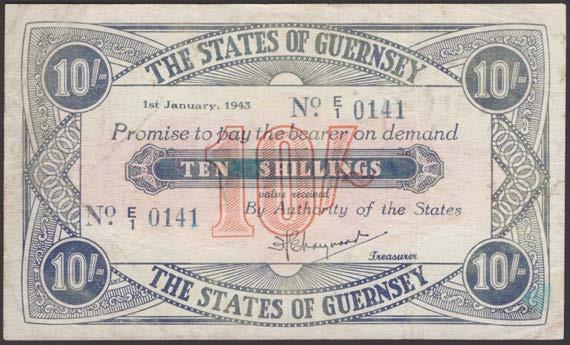 10/-
THE STATES OF GUERNSEY
10/-
1st January, 1943
No. E/1 0141
Promise to pay the bearer on demand
10/-
TEN SHILLINGS
value received
No. E/1 0141
By Authority of the States
Treasurer
10/-
THE STATES OF GUERNSEY
10/-